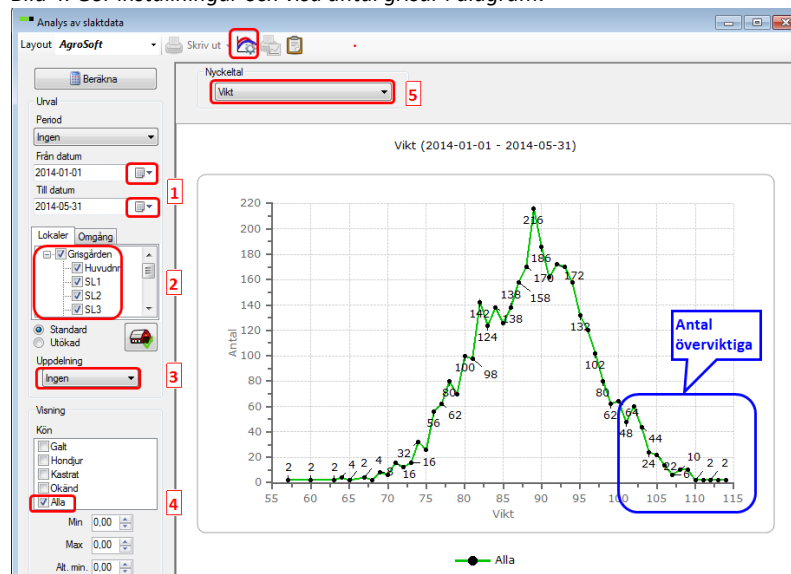 Analys av slaktdata
Layout AgroSoft
Skriv ut
Beräkna
Urval
Period
Ingen
Från datum
2014-01-01
1
Till datum
2014-05-31
Lokaler Omgång
Grisgården
Huvudnr
SL1
SL2
SL3
2
Standard
Utökad
Uppdelning
Ingen
3
Visning
Kön
Galt
Hondjur
Kastrat
Okänd
Alla
4
Min 0,00
Max 0,00
Alt. min. 0,00
Nyckeltal
Vikt
5
Vikt (2014-01-01 - 2014-05-31)
Antal
220
200
180
160
140
120
100
80
60
40
20
0
55 60 65 70 75 80 85 90 95 100 105 110 115
Vikt
2 2 2 4 2 4 8 32 16 16 56 80 62 100 98 142 124 138 138 158 170 216 186 172 132 102 80 62 64 48 44 24 22 6 10 2 2
Antal
överviktiga
Alla